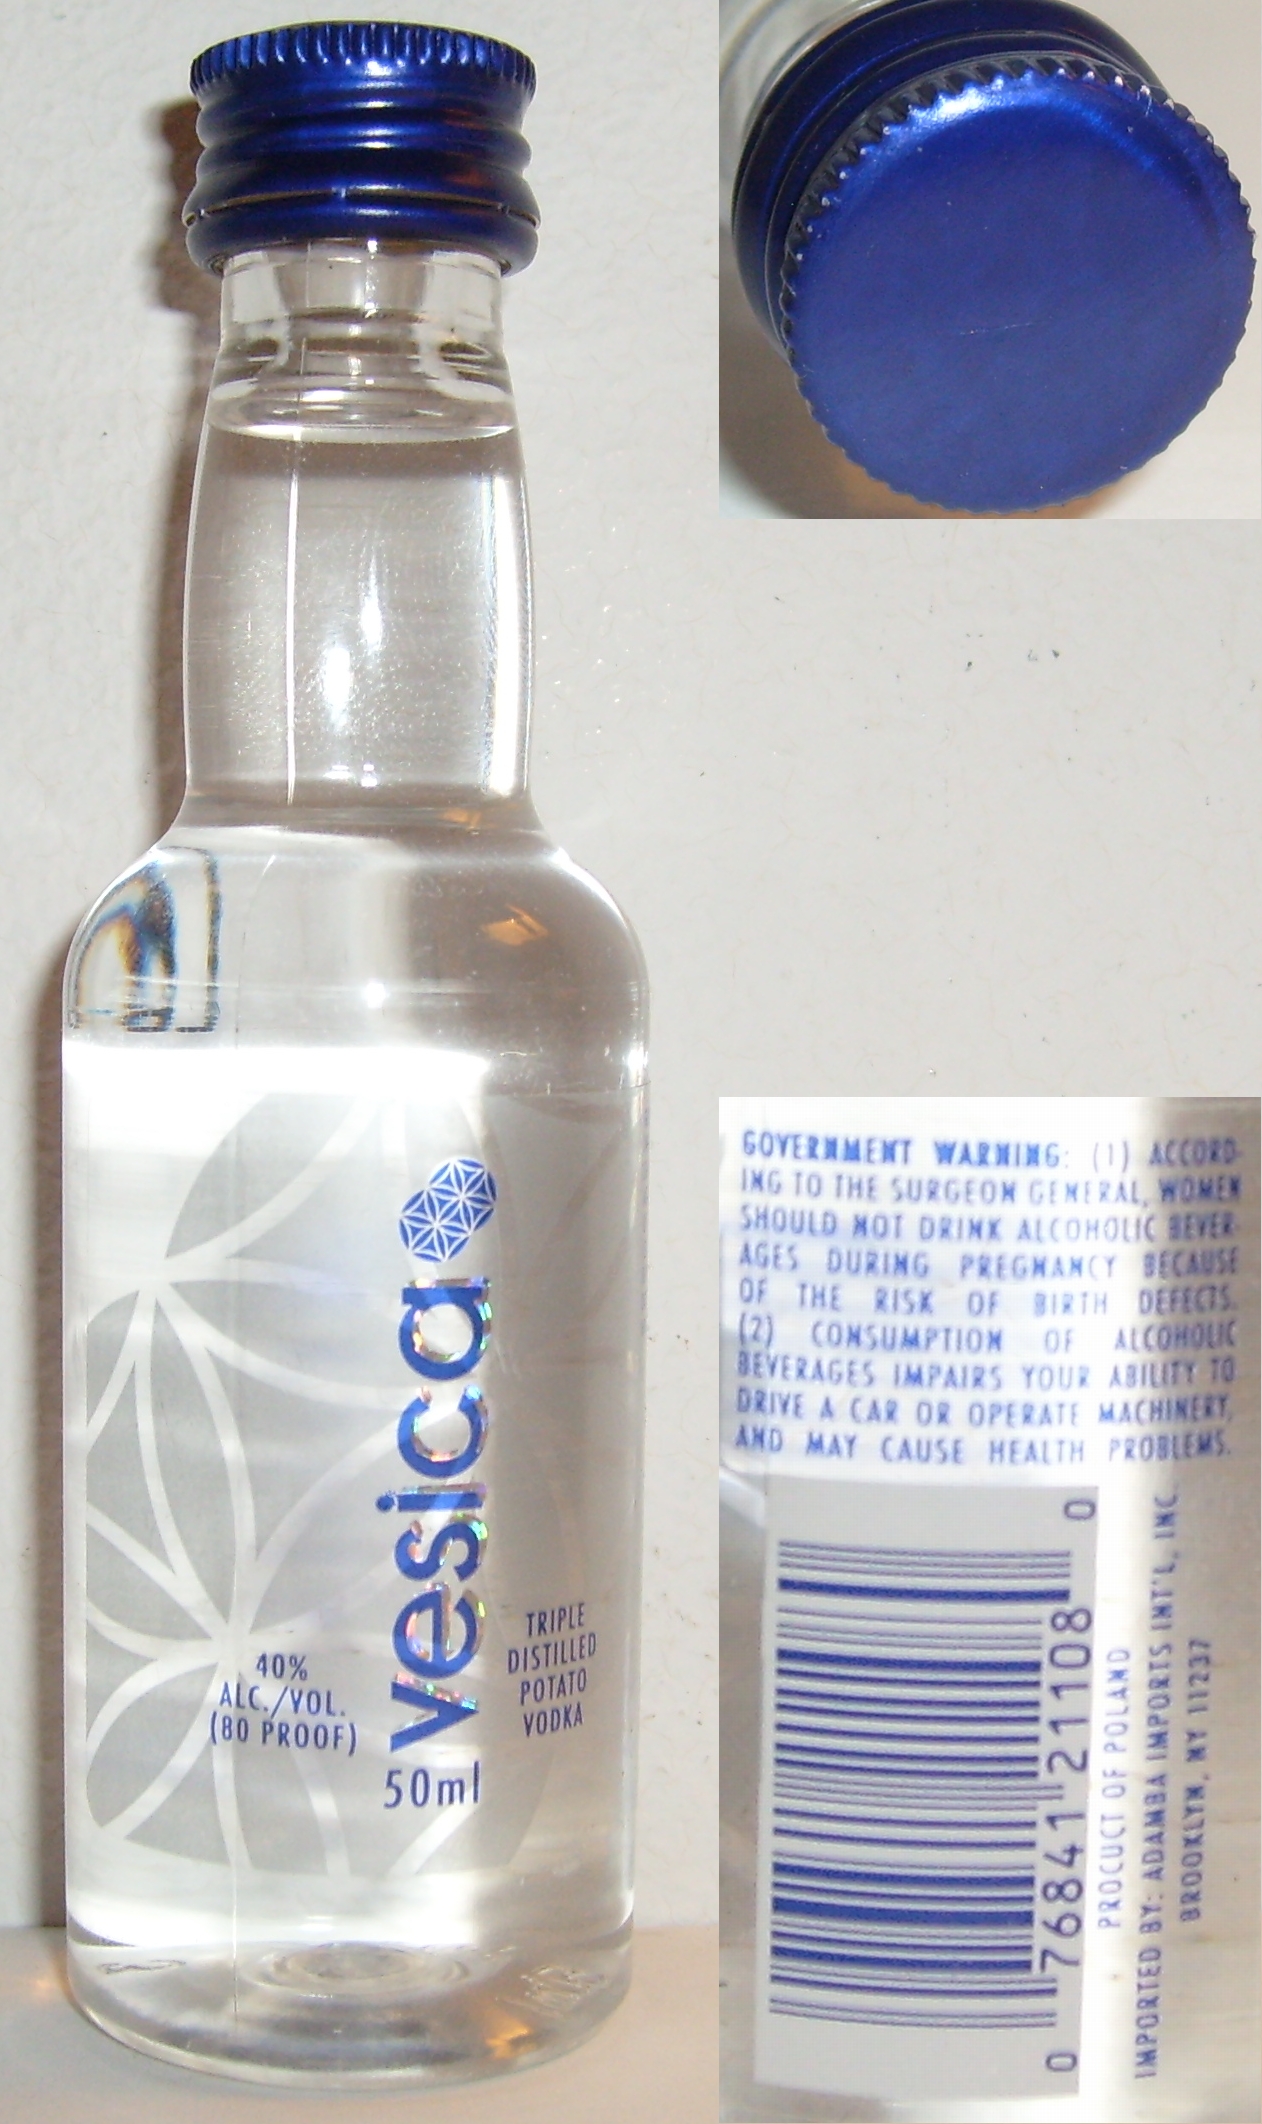 vesica
40%
ALC./VOL.
(80 PROOF)
TRIPLE
DISTILLED
POTATO
VODKA
50ml
GOVERNMENT WARNING: (1) ACCORD-
ING TO THE SURGEON GENERAL, WOMEN
SHOULD NOT DRINK ALCOHOLIC BEVER-
AGES DURING PREGNANCY BECAUSE
OF THE RISK OF BIRTH DEFECTS.
(2) CONSUMPTION OF ALCOHOLIC
BEVERAGES IMPAIRS YOUR ABILITY TO
DRIVE A CAR OR OPERATE MACHINERY,
AND MAY CAUSE HEALTH PROBLEMS.
0 76841 21108 0
PROCUCT OF POLAND
IMPORTED BY: ADAMBA IMPORTS INT'L, INC.
BROOKLYN, NY 11237